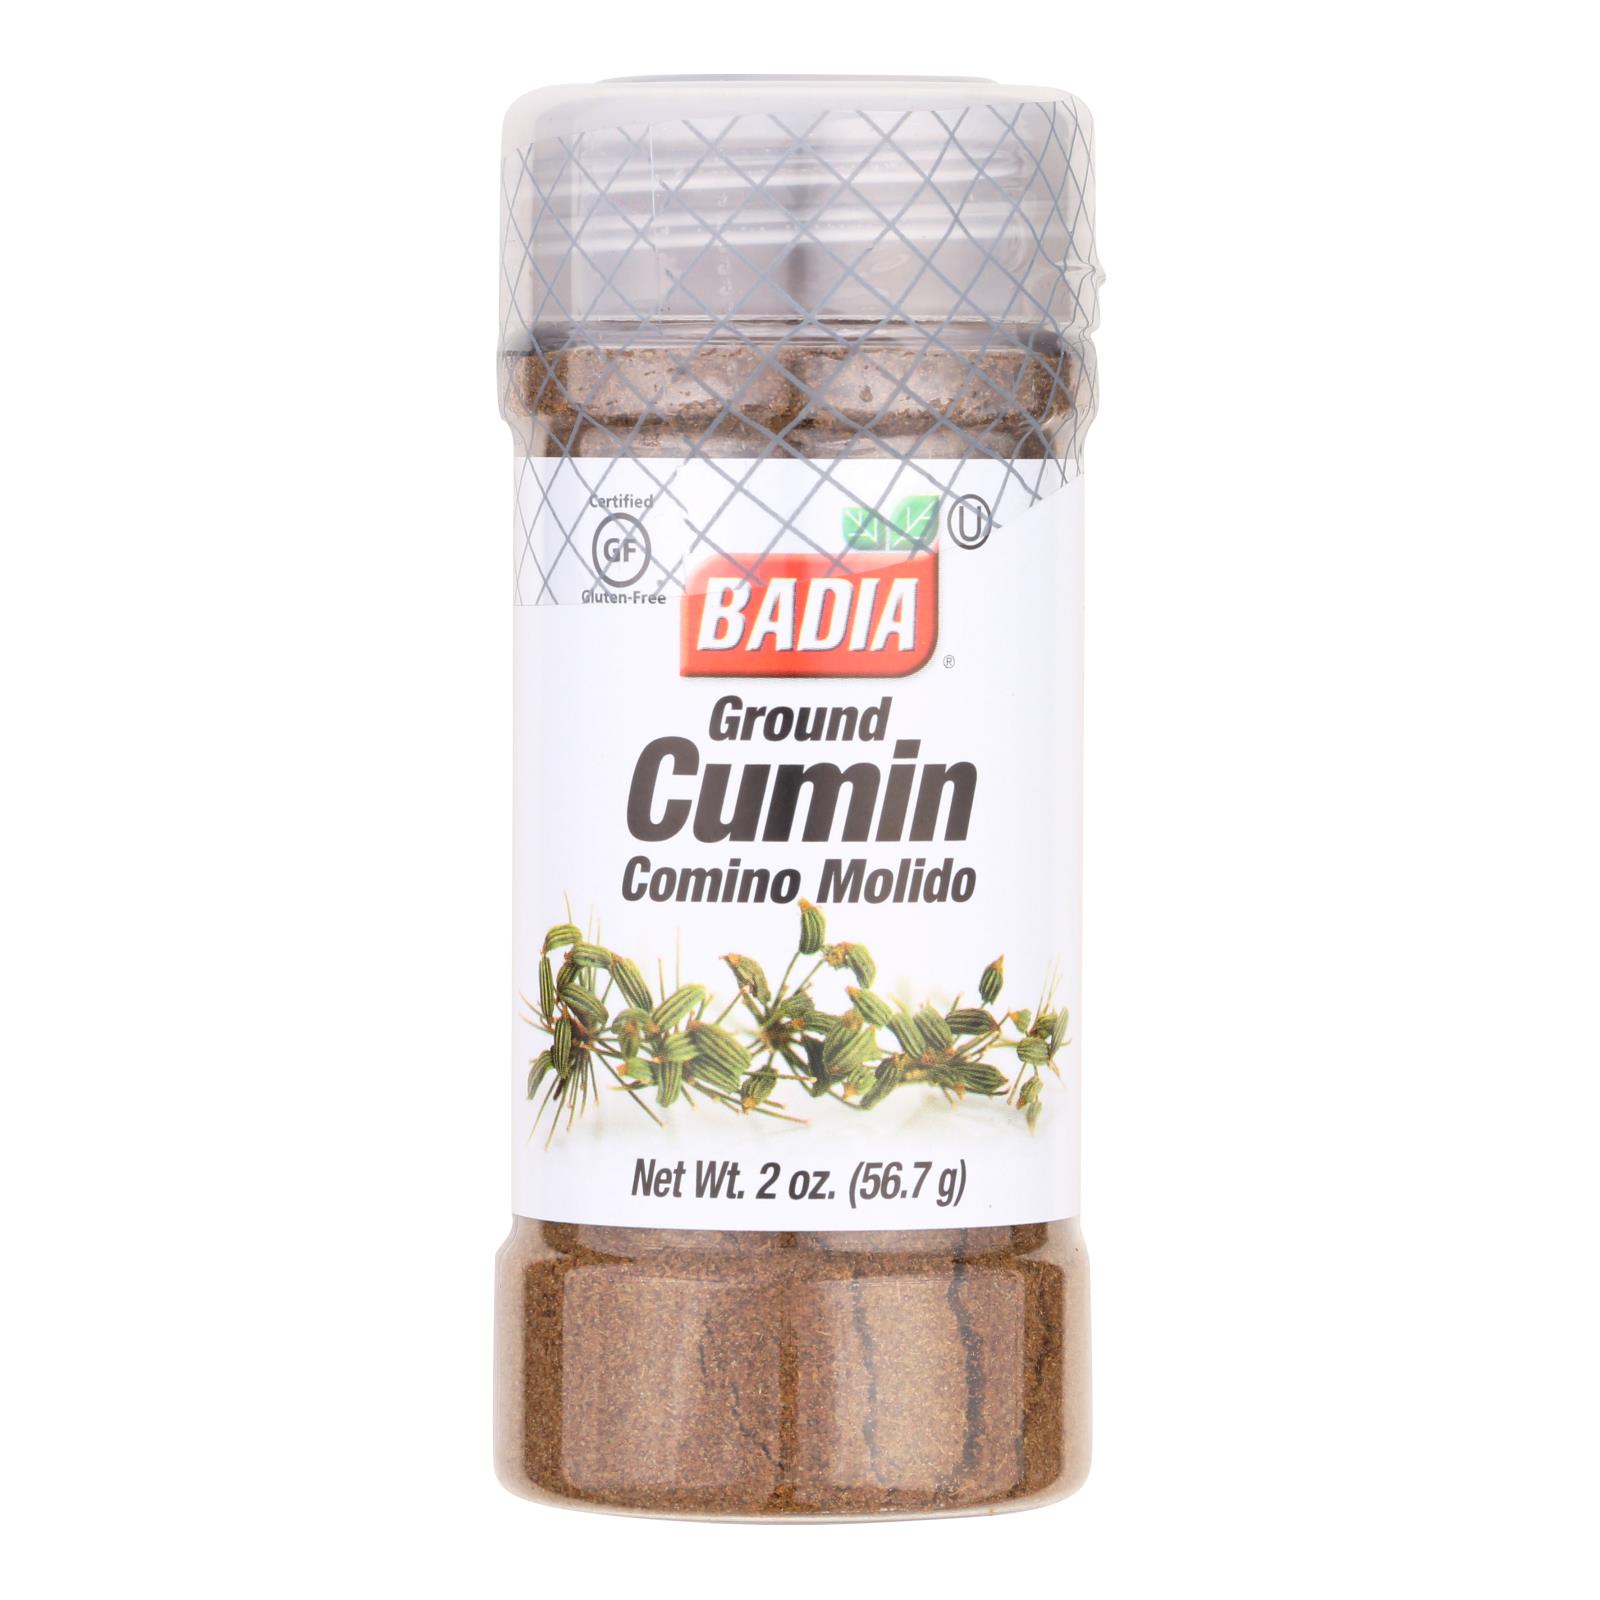 Certified
GF
Gluten-Free
U
BADIA
®
Ground
Cumin
Comino Molido
Net Wt. 2 oz. (56.7 g)